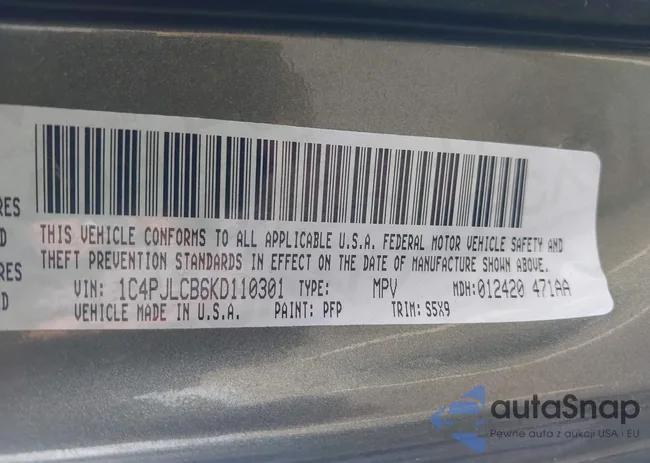 RES
THIS VEHICLE CONFORMS TO ALL APPLICABLE U.S.A. FEDERAL MOTOR VEHICLE SAFETY AND
D
THEFT PREVENTION STANDARDS IN EFFECT ON THE DATE OF MANUFACTURE SHOWN ABOVE.
VIN: 1C4PJLCB6KD110301 TYPE: MPV MDH: 012420 471AA
RES
VEHICLE MADE IN U.S.A. PAINT: PFP TRIM: S5X9
D
autaSnap
Pewne auta z aukcji USA i EU